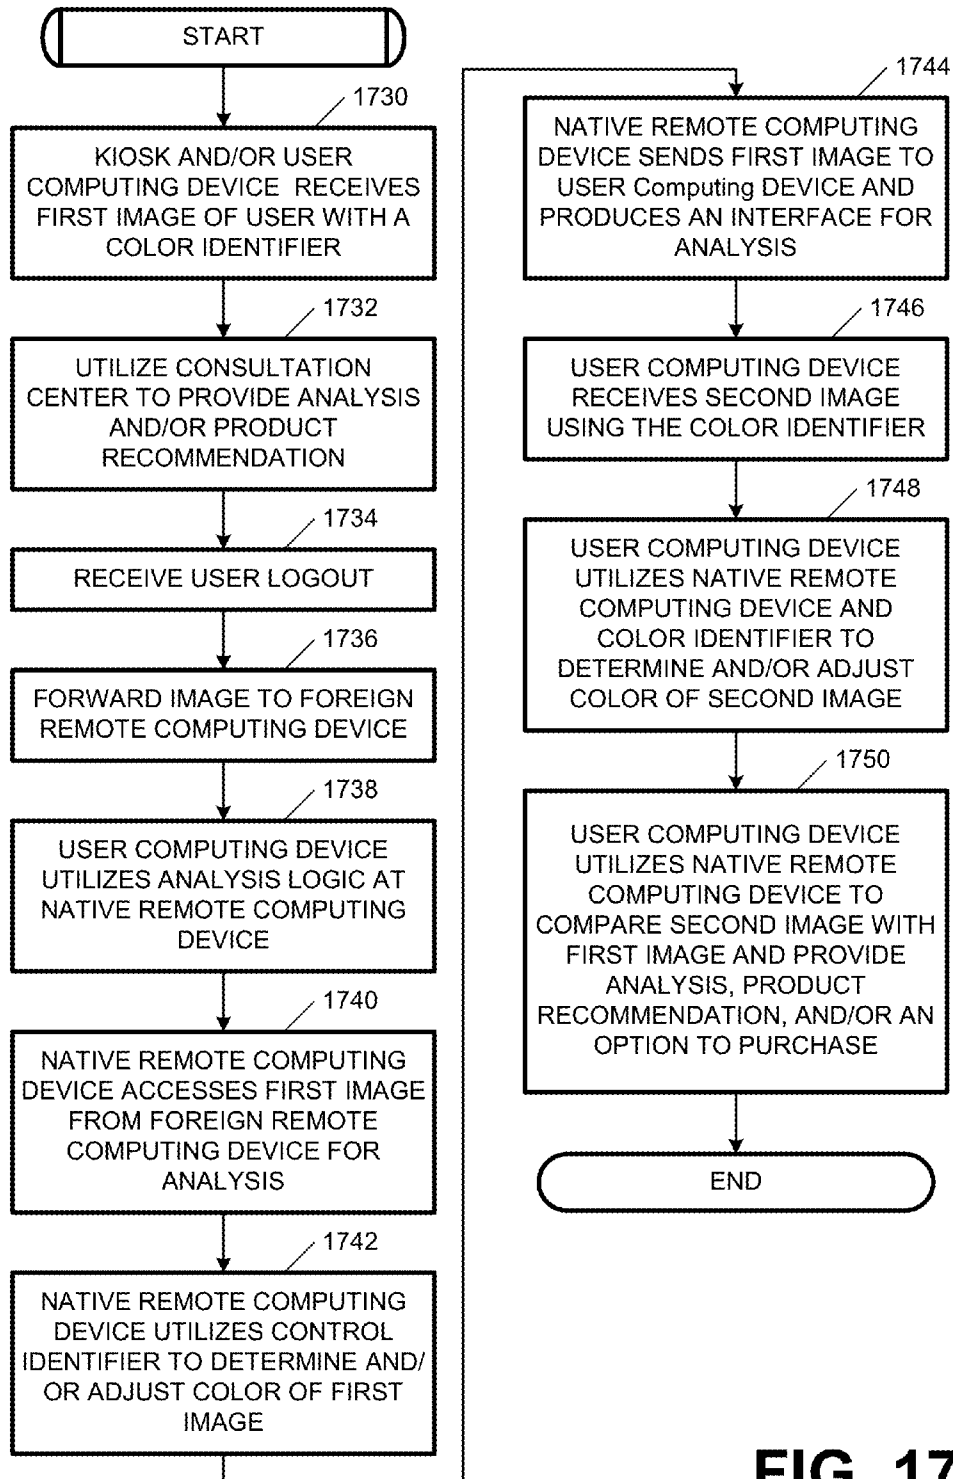 START
1730
KIOSK AND/OR USER
COMPUTING DEVICE RECEIVES
FIRST IMAGE OF USER WITH A
COLOR IDENTIFIER
1732
UTILIZE CONSULTATION
CENTER TO PROVIDE ANALYSIS
AND/OR PRODUCT
RECOMMENDATION
1734
RECEIVE USER LOGOUT
1736
FORWARD IMAGE TO FOREIGN
REMOTE COMPUTING DEVICE
1738
USER COMPUTING DEVICE
UTILIZES ANALYSIS LOGIC AT
NATIVE REMOTE COMPUTING
DEVICE
1740
NATIVE REMOTE COMPUTING
DEVICE ACCESSES FIRST IMAGE
FROM FOREIGN REMOTE
COMPUTING DEVICE FOR
ANALYSIS
1742
NATIVE REMOTE COMPUTING
DEVICE UTILIZES CONTROL
IDENTIFIER TO DETERMINE AND/
OR ADJUST COLOR OF FIRST
IMAGE
1744
NATIVE REMOTE COMPUTING
DEVICE SENDS FIRST IMAGE TO
USER Computing DEVICE AND
PRODUCES AN INTERFACE FOR
ANALYSIS
1746
USER COMPUTING DEVICE
RECEIVES SECOND IMAGE
USING THE COLOR IDENTIFIER
1748
USER COMPUTING DEVICE
UTILIZES NATIVE REMOTE
COMPUTING DEVICE AND
COLOR IDENTIFIER TO
DETERMINE AND/OR ADJUST
COLOR OF SECOND IMAGE
1750
USER COMPUTING DEVICE
UTILIZES NATIVE REMOTE
COMPUTING DEVICE TO
COMPARE SECOND IMAGE WITH
FIRST IMAGE AND PROVIDE
ANALYSIS, PRODUCT
RECOMMENDATION, AND/OR AN
OPTION TO PURCHASE
END
FIG. 17